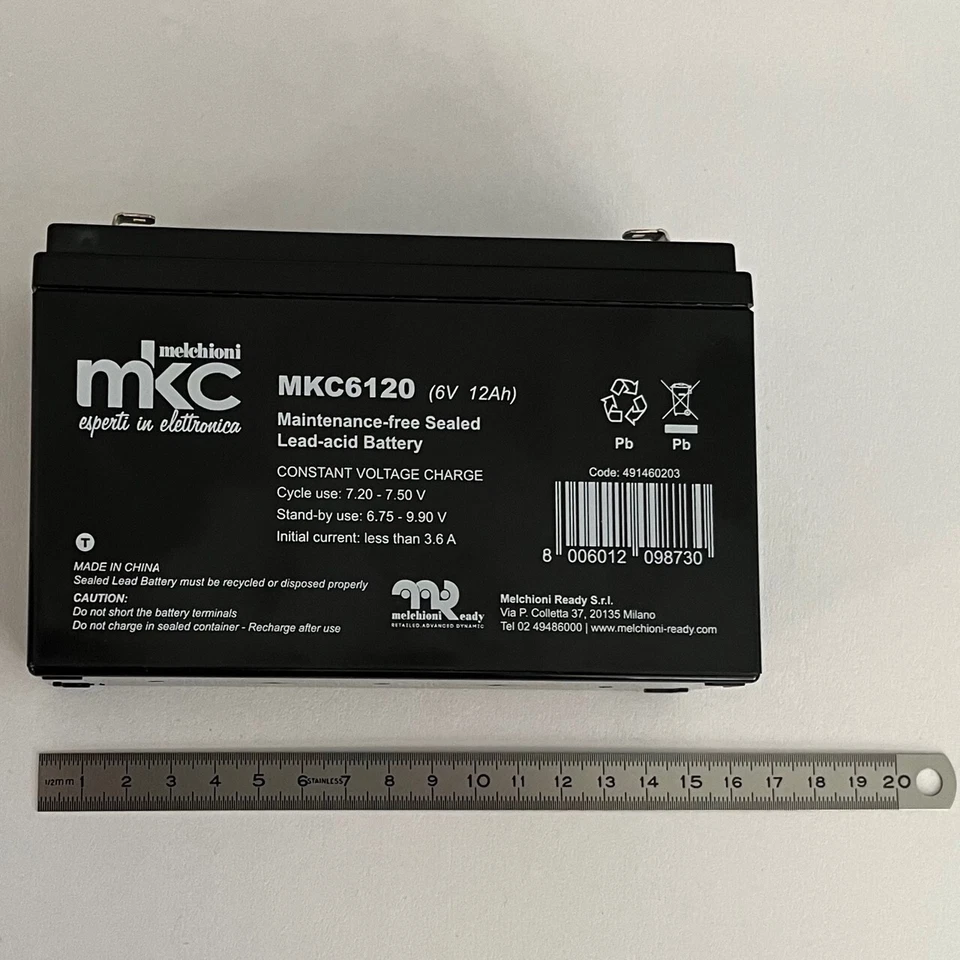 melchioni
mkc
esperti in elettronica
MKC6120 (6V 12Ah)
Maintenance-free Sealed
Lead-acid Battery
CONSTANT VOLTAGE CHARGE
Cycle use: 7.20 - 7.50 V
Stand-by use: 6.75 - 9.90 V
Initial current: less than 3.6 A
Pb Pb
Code: 491460203
8 006012 098730
T
MADE IN CHINA
Sealed Lead Battery must be recycled or disposed properly
CAUTION:
Do not short the battery terminals
Do not charge in sealed container - Recharge after use
MR
melchioni Ready
RETAILED.ADVANCED DYNAMIC
Melchioni Ready S.r.l.
Via P. Colletta 37, 20135 Milano
Tel 02 49486000 | www.melchioni-ready.com
1/2mm 1 2 3 4 5 6 STAINLESS 7 8 9 10 11 12 13 14 15 16 17 18 19 20